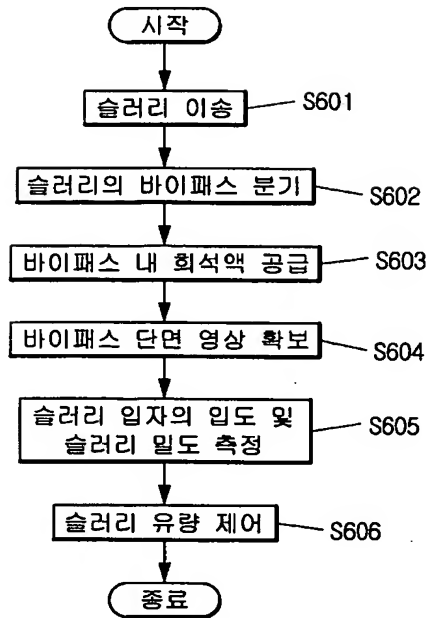 시작
슬러리 이송
S601
슬러리의 바이패스 분기
S602
바이패스 내 희석액 공급
S603
바이패스 단면 영상 확보
S604
슬러리 입자의 입도 및
슬러리 밀도 측정
S605
슬러리 유량 제어
S606
종료